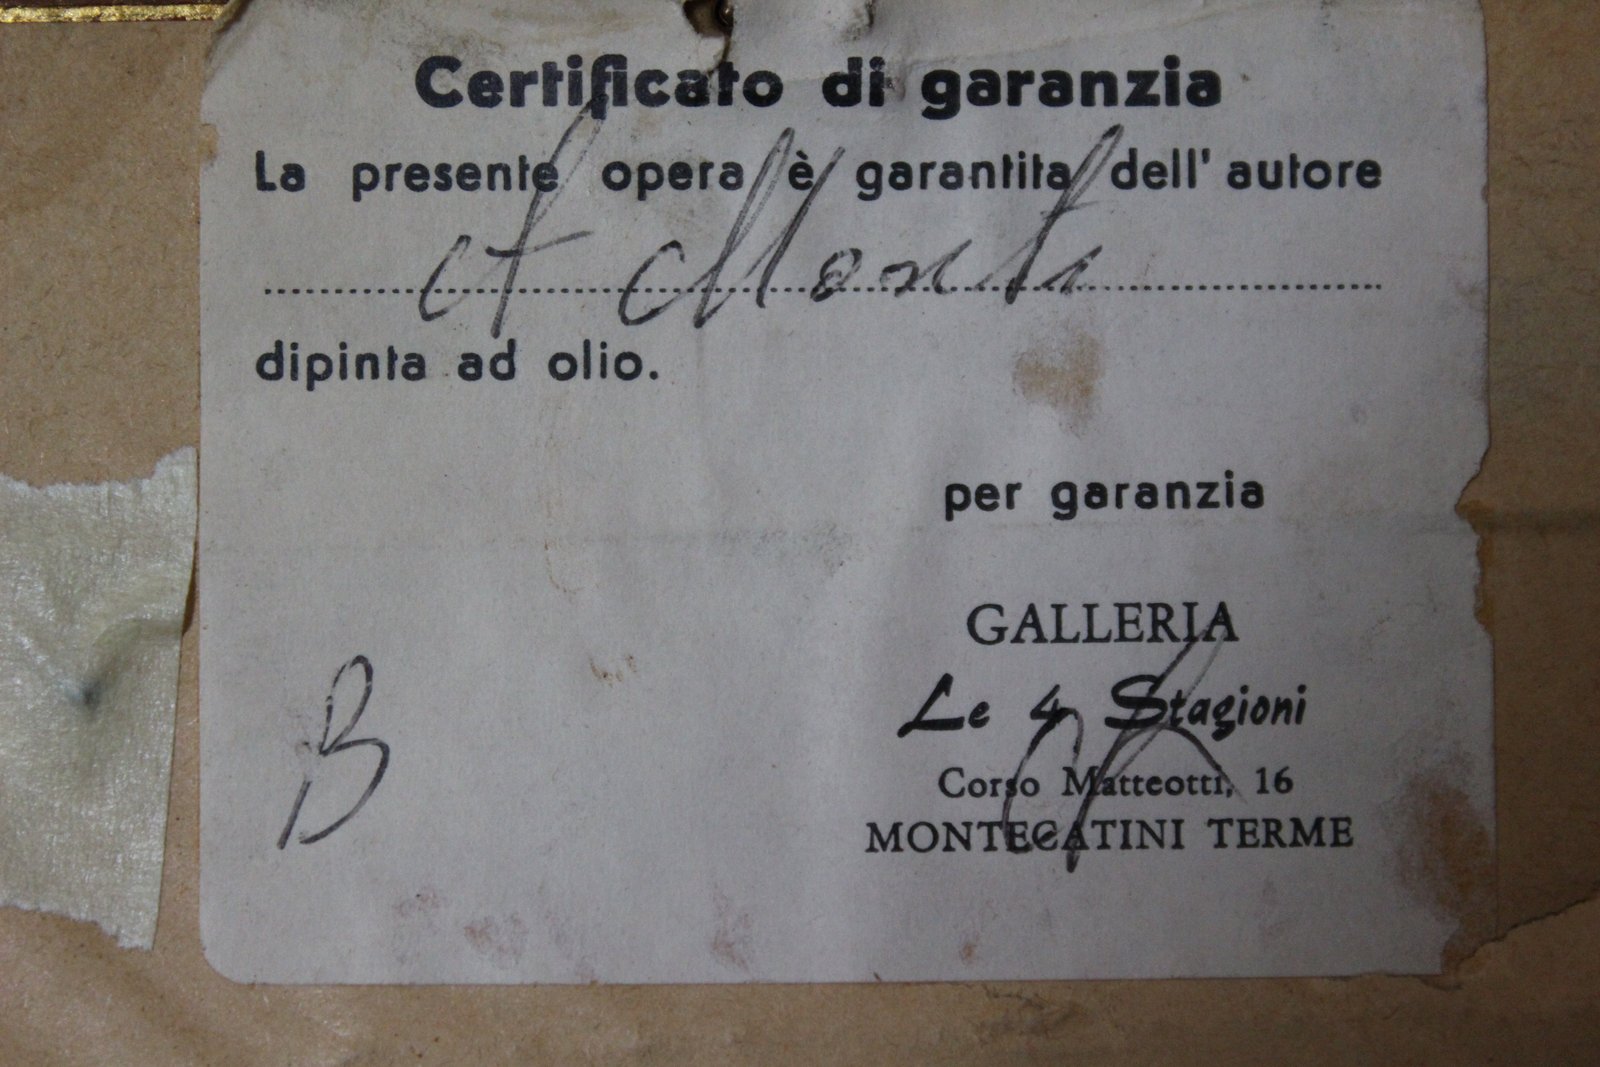 Certificato di garanzia
La presente opera è garantita dell' autore
A Monti
dipinta ad olio.
per garanzia
GALLERIA
Le 4 Stagioni
Corso Matteotti, 16
MONTECATINI TERME
B